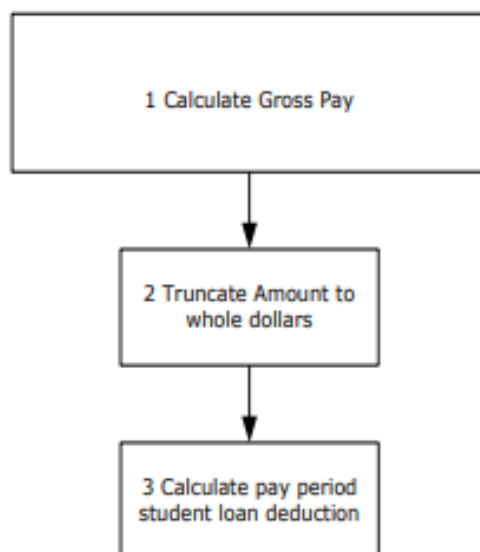 1 Calculate Gross Pay
2 Truncate Amount to
whole dollars
3 Calculate pay period
student loan deduction